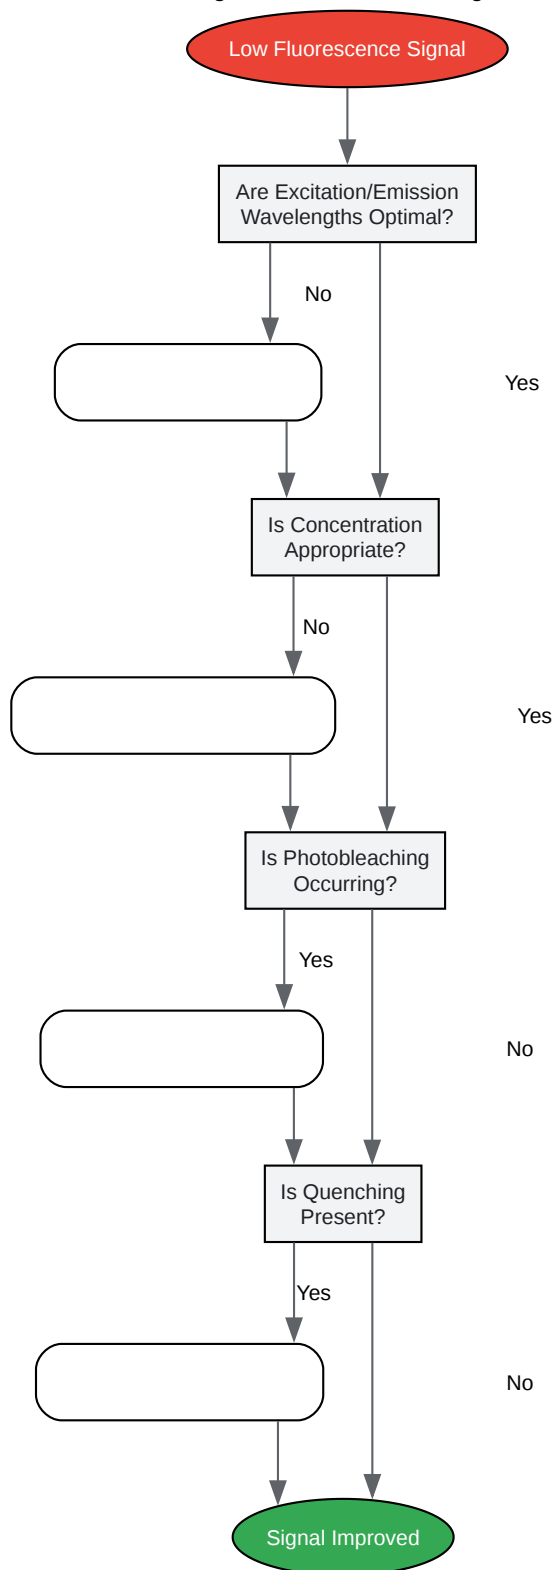 Low Fluorescence Signal
Are Excitation/Emission
Wavelengths Optimal?
No
Yes
Is Concentration
Appropriate?
No
Yes
Is Photobleaching
Occurring?
Yes
No
Is Quenching
Present?
Yes
No
Signal Improved